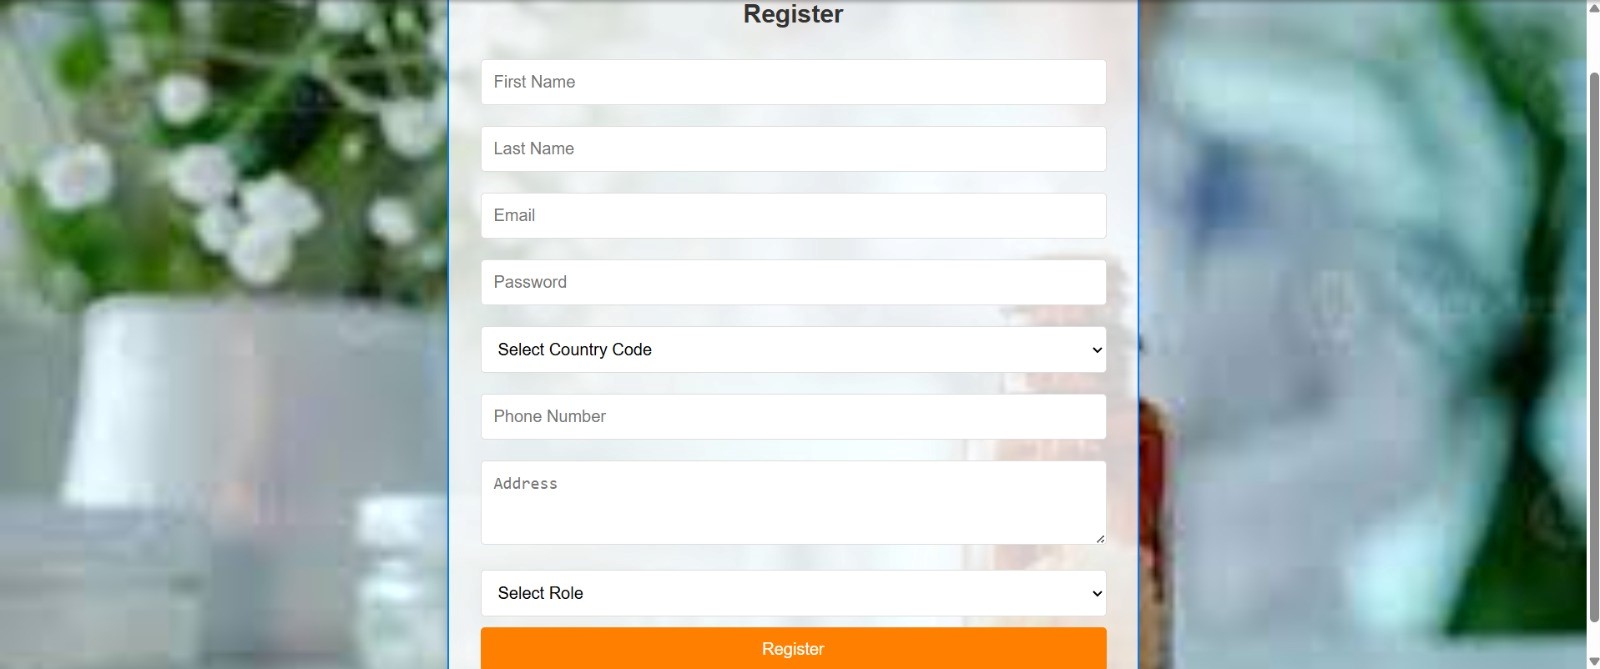 Register
First Name
Last Name
Email
Password
Select Country Code
Phone Number
Address
Select Role
Register